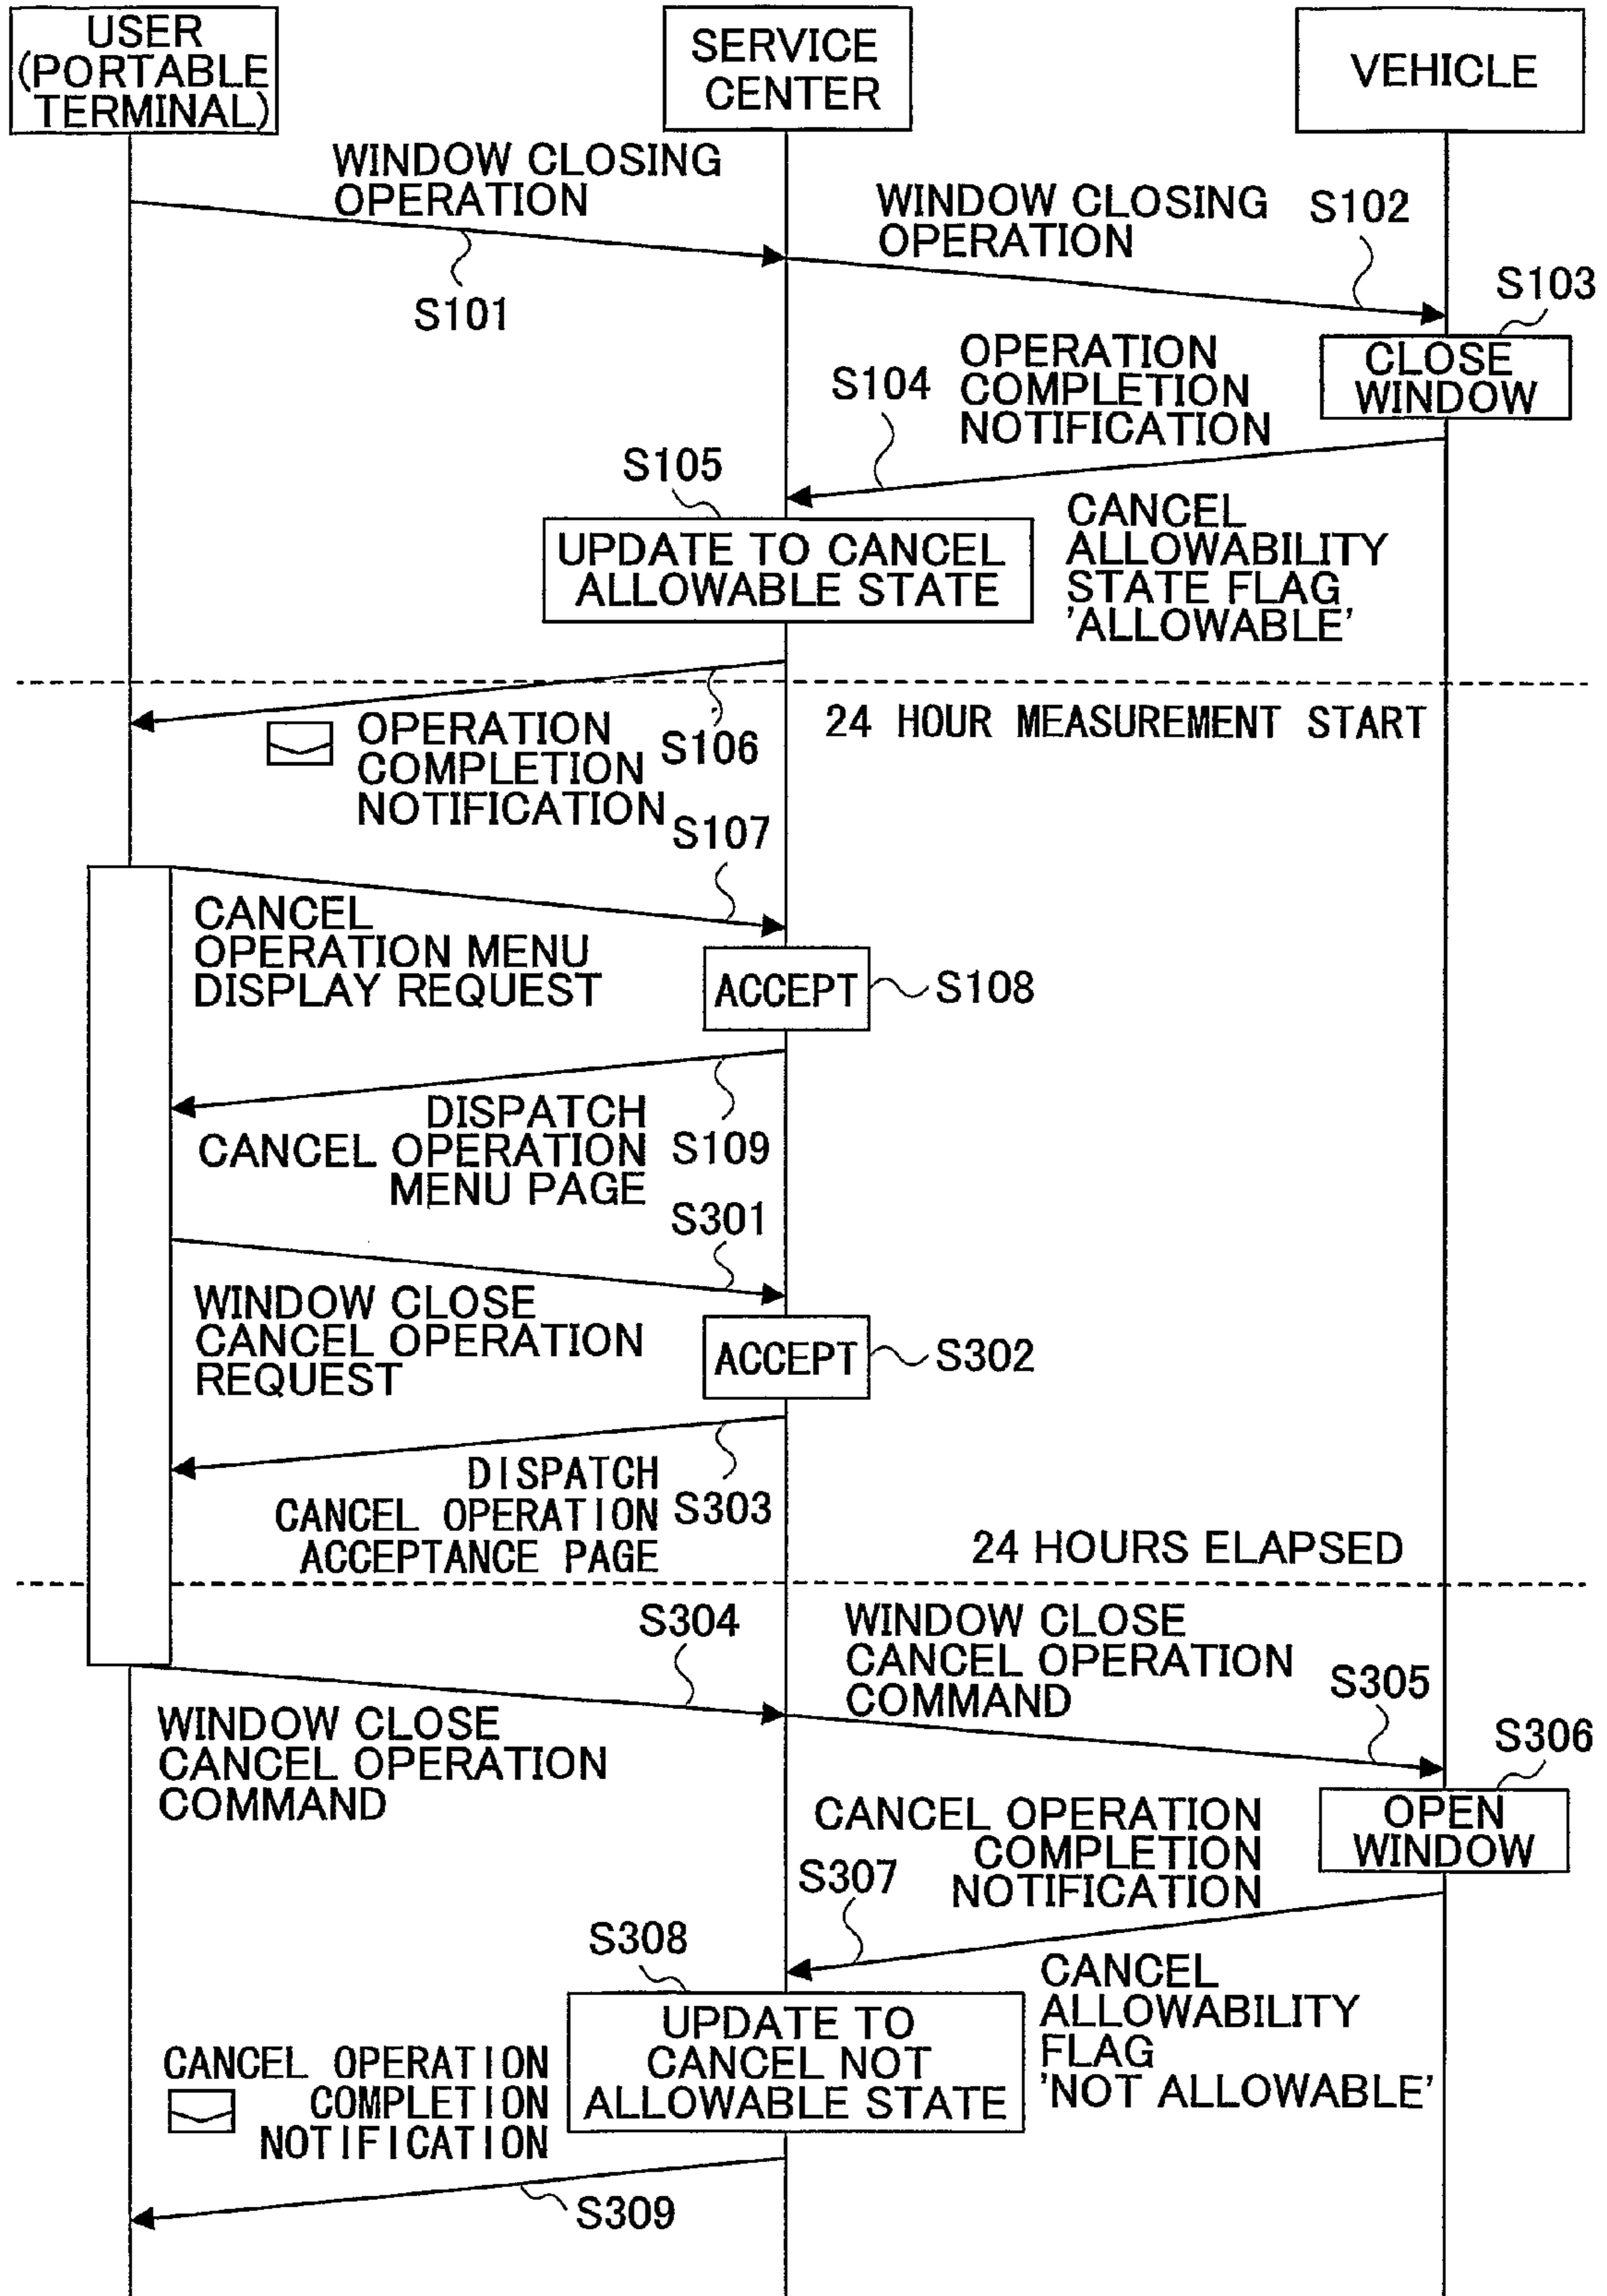 USER
(PORTABLE
TERMINAL)
SERVICE
CENTER
VEHICLE
WINDOW CLOSING
OPERATION
S101
WINDOW CLOSING
OPERATION
S102
S103
CLOSE
WINDOW
OPERATION
COMPLETION
NOTIFICATION
S104
S105
UPDATE TO CANCEL
ALLOWABLE STATE
CANCEL
ALLOWABILITY
STATE FLAG
'ALLOWABLE'
24 HOUR MEASUREMENT START
OPERATION
COMPLETION
NOTIFICATION
S106
S107
CANCEL
OPERATION MENU
DISPLAY REQUEST
ACCEPT
S108
DISPATCH
CANCEL OPERATION
MENU PAGE
S109
S301
WINDOW CLOSE
CANCEL OPERATION
REQUEST
ACCEPT
S302
DISPATCH
CANCEL OPERATION
ACCEPTANCE PAGE
S303
24 HOURS ELAPSED
S304
WINDOW CLOSE
CANCEL OPERATION
COMMAND
WINDOW CLOSE
CANCEL OPERATION
COMMAND
S305
S306
OPEN
WINDOW
CANCEL OPERATION
COMPLETION
NOTIFICATION
S307
S308
UPDATE TO
CANCEL NOT
ALLOWABLE STATE
CANCEL
ALLOWABILITY
FLAG
'NOT ALLOWABLE'
CANCEL OPERATION
COMPLETION
NOTIFICATION
S309